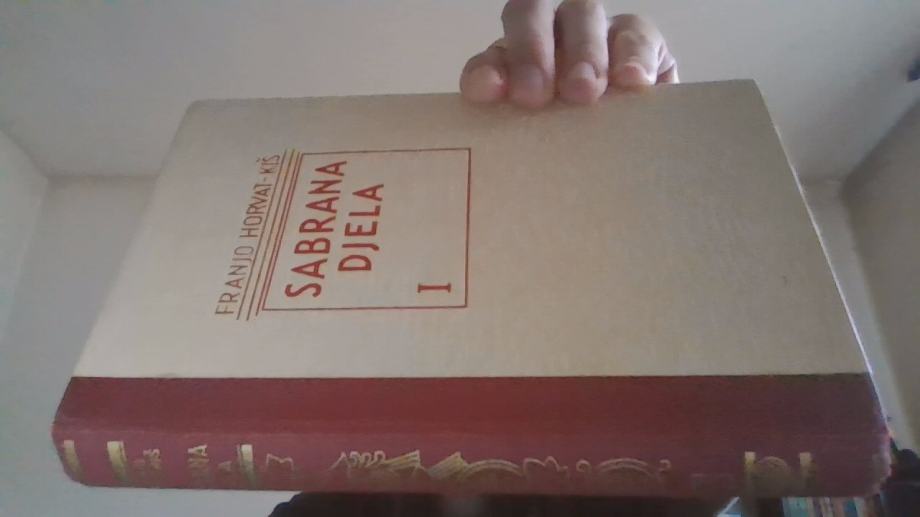 FRANJO HORVAT-KIŠ
SABRANA
DJELA
I